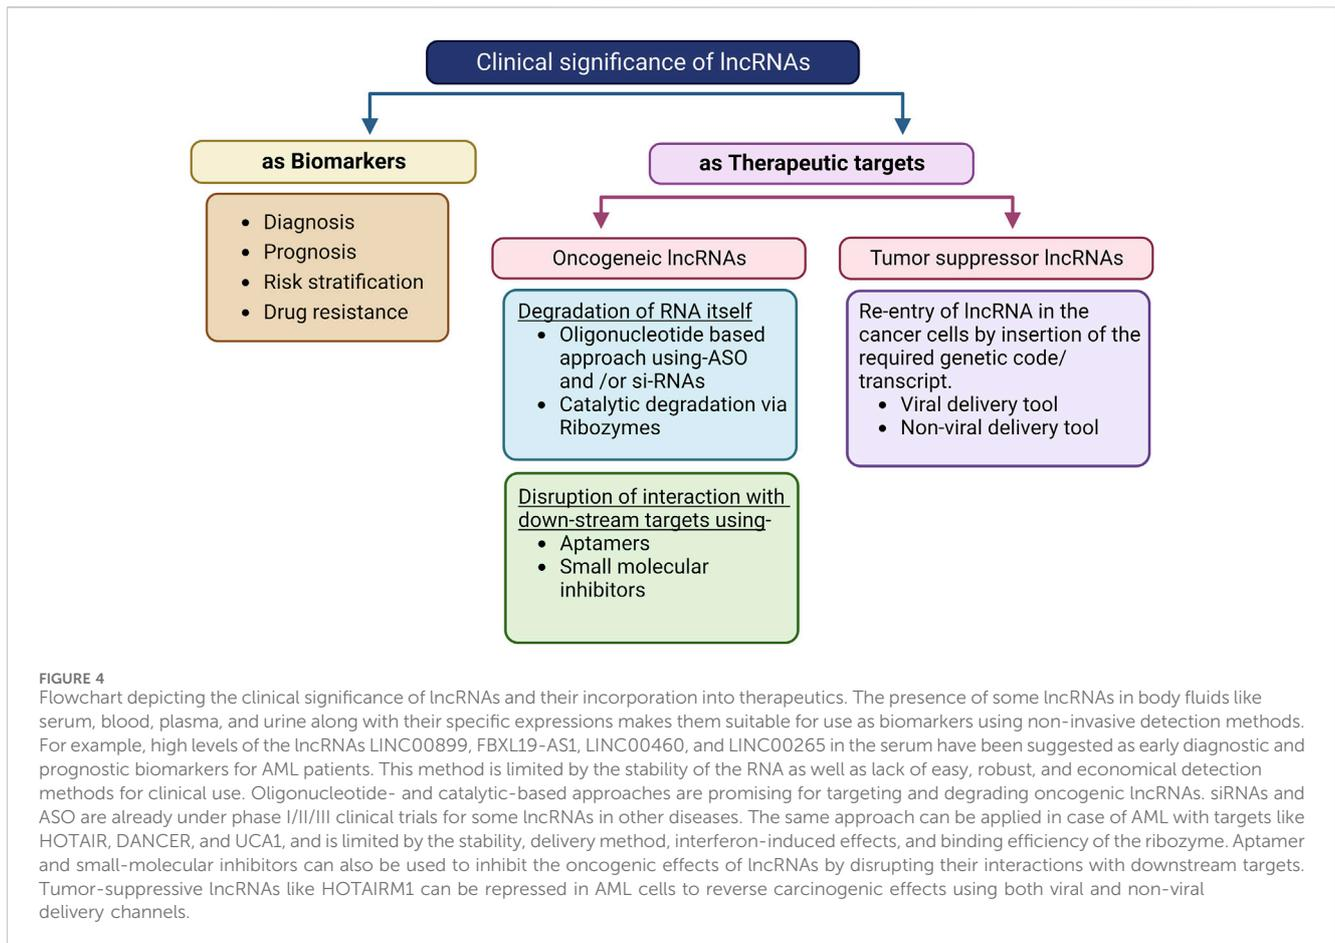 Clinical significance of lncRNAs
as Biomarkers
• Diagnosis
• Prognosis
• Risk stratification
• Drug resistance
as Therapeutic targets
Oncogeneic lncRNAs
Degradation of RNA itself
• Oligonucleotide based
approach using-ASO
and /or si-RNAs
• Catalytic degradation via
Ribozymes
Disruption of interaction with
down-stream targets using-
• Aptamers
• Small molecular
inhibitors
Tumor suppressor lncRNAs
Re-entry of lncRNA in the
cancer cells by insertion of the
required genetic code/
transcript.
• Viral delivery tool
• Non-viral delivery tool
FIGURE 4
Flowchart depicting the clinical significance of lncRNAs and their incorporation into therapeutics. The presence of some lncRNAs in body fluids like
serum, blood, plasma, and urine along with their specific expressions makes them suitable for use as biomarkers using non-invasive detection methods.
For example, high levels of the lncRNAs LINC00899, FBXL19-AS1, LINC00460, and LINC00265 in the serum have been suggested as early diagnostic and
prognostic biomarkers for AML patients. This method is limited by the stability of the RNA as well as lack of easy, robust, and economical detection
methods for clinical use. Oligonucleotide- and catalytic-based approaches are promising for targeting and degrading oncogenic lncRNAs. siRNAs and
ASO are already under phase I/II/III clinical trials for some lncRNAs in other diseases. The same approach can be applied in case of AML with targets like
HOTAIR, DANCER, and UCA1, and is limited by the stability, delivery method, interferon-induced effects, and binding efficiency of the ribozyme. Aptamer
and small-molecular inhibitors can also be used to inhibit the oncogenic effects of lncRNAs by disrupting their interactions with downstream targets.
Tumor-suppressive lncRNAs like HOTAIRM1 can be repressed in AML cells to reverse carcinogenic effects using both viral and non-viral
delivery channels.